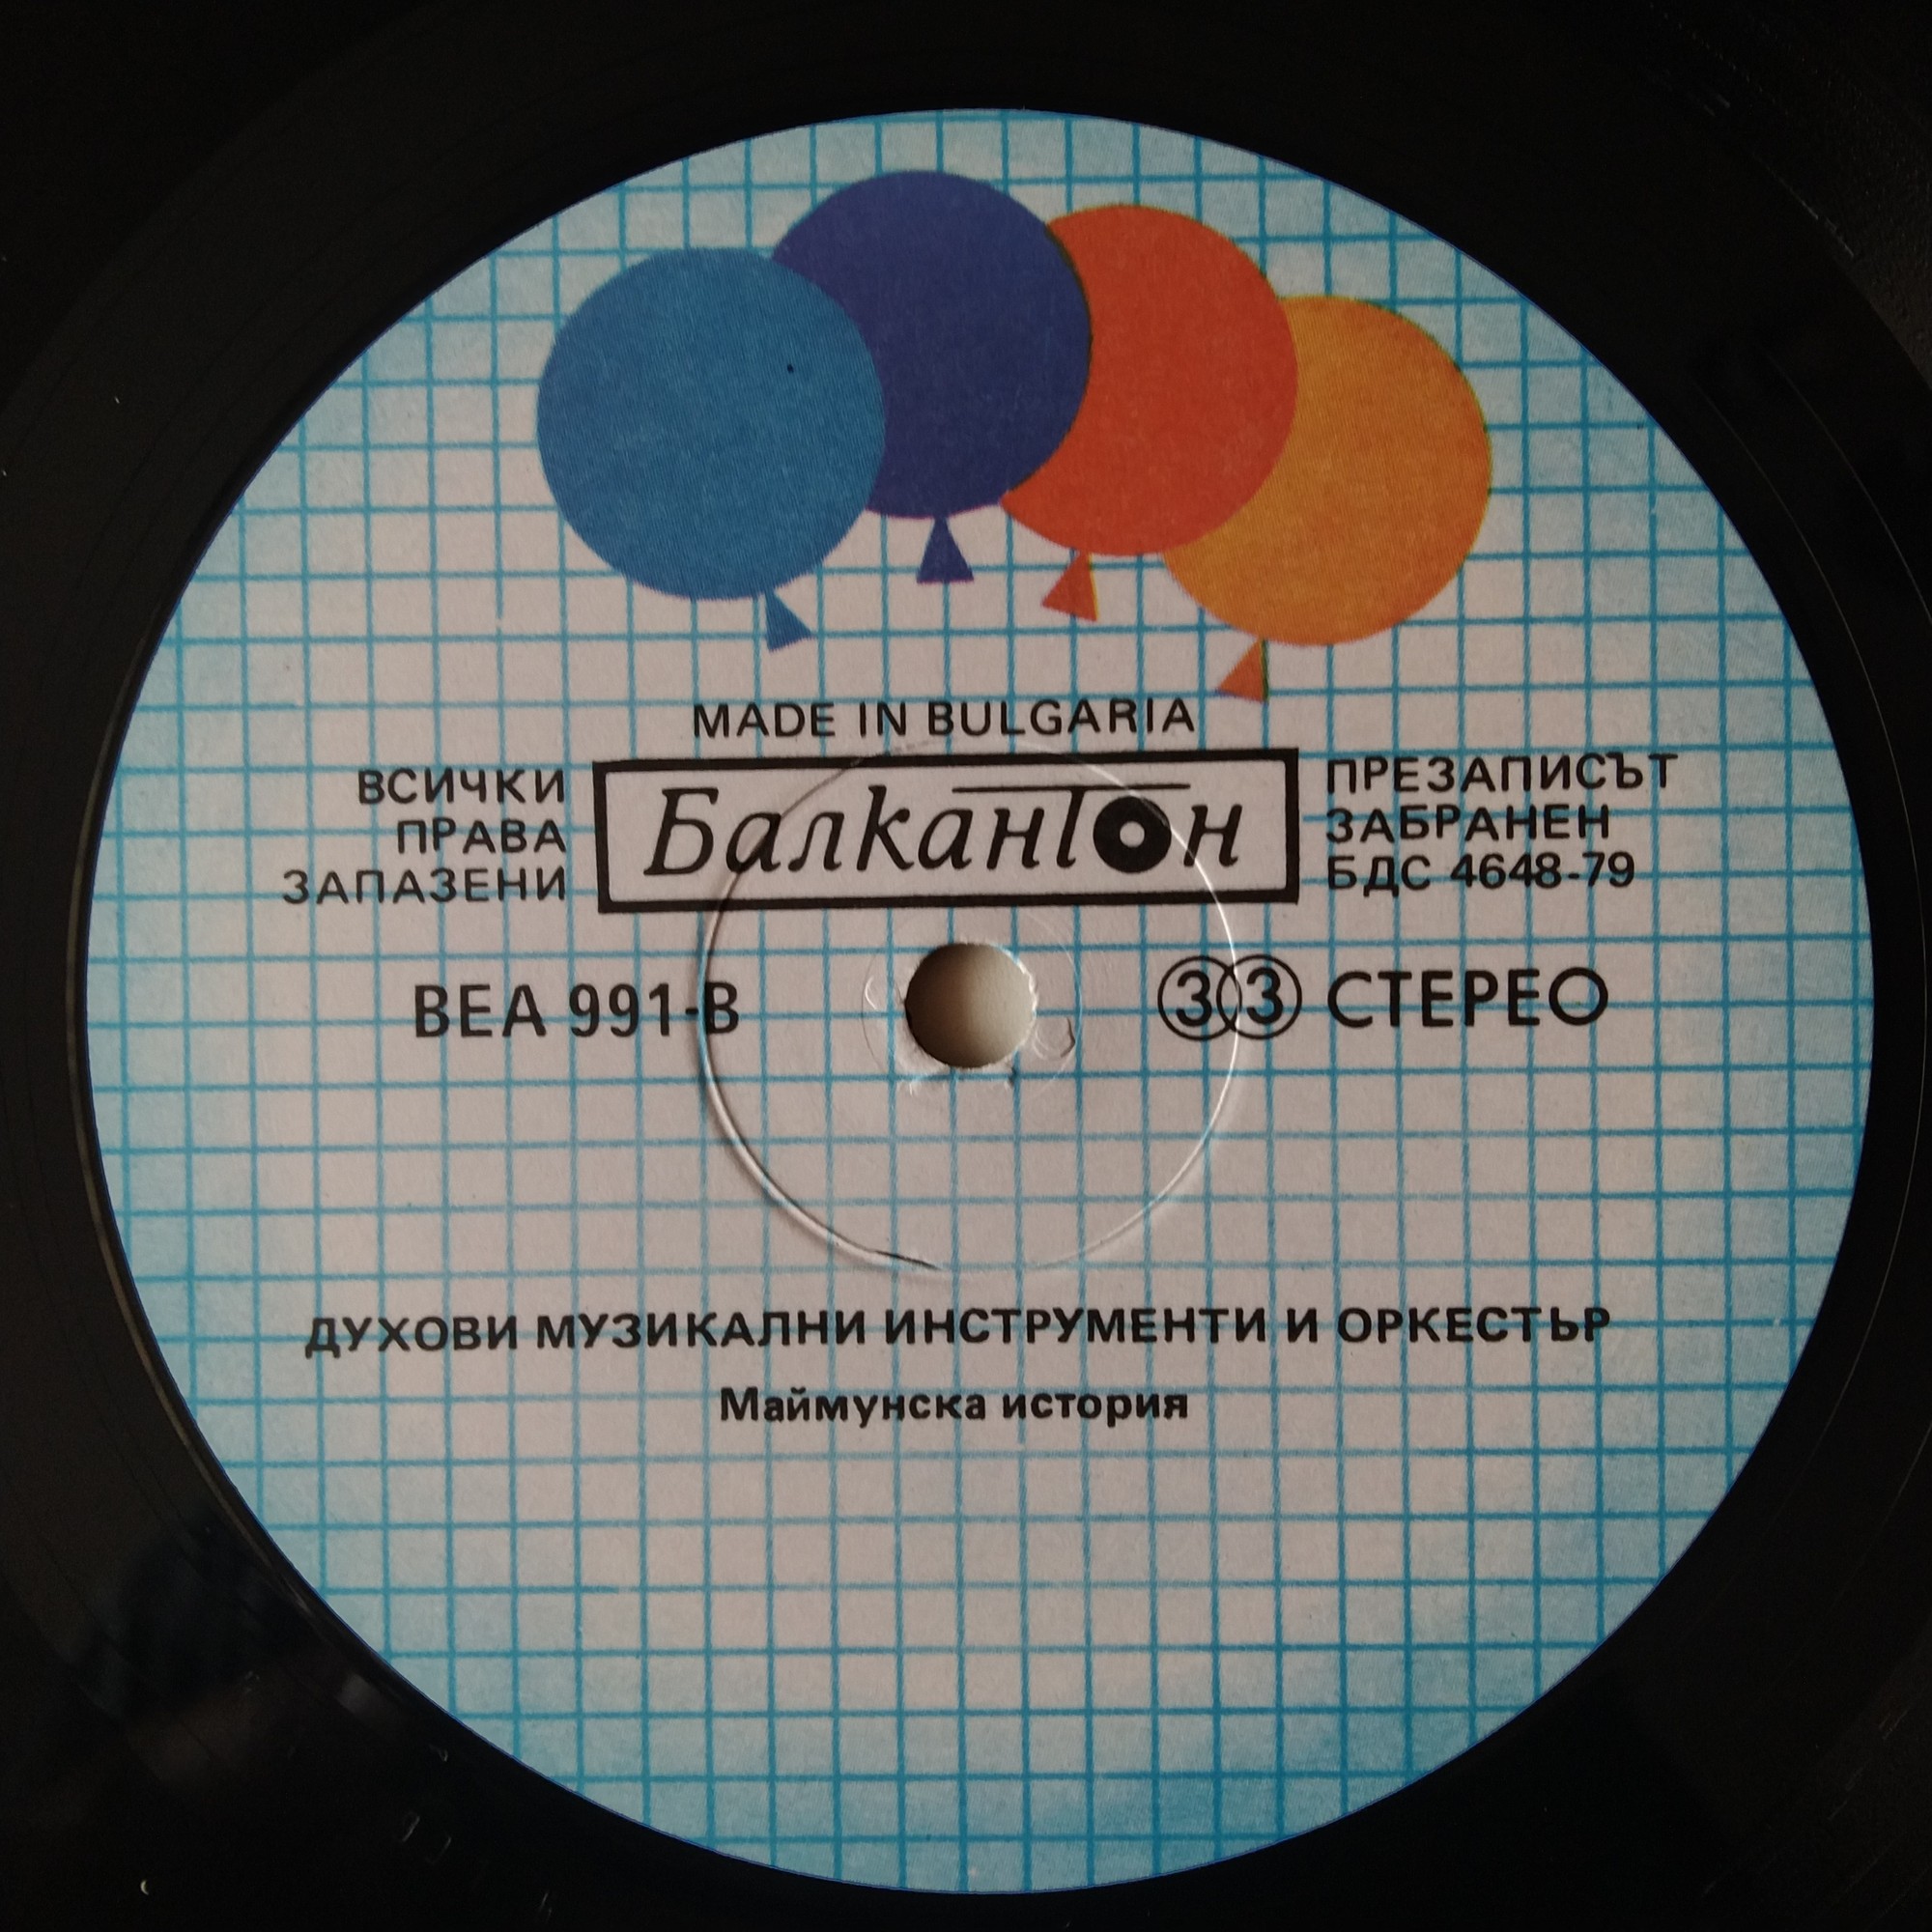 MADE IN BULGARIA
ВСИЧКИ
ПРАВА
ЗАПАЗЕНИ
Балкантон
ПРЕЗАПИСЪТ
ЗАБРАНЕН
БДС 4648-79
ВЕА 991-В
33 СТЕРЕО
ДУХОВИ МУЗИКАЛНИ ИНСТРУМЕНТИ И ОРКЕСТЬР
Маймунска история